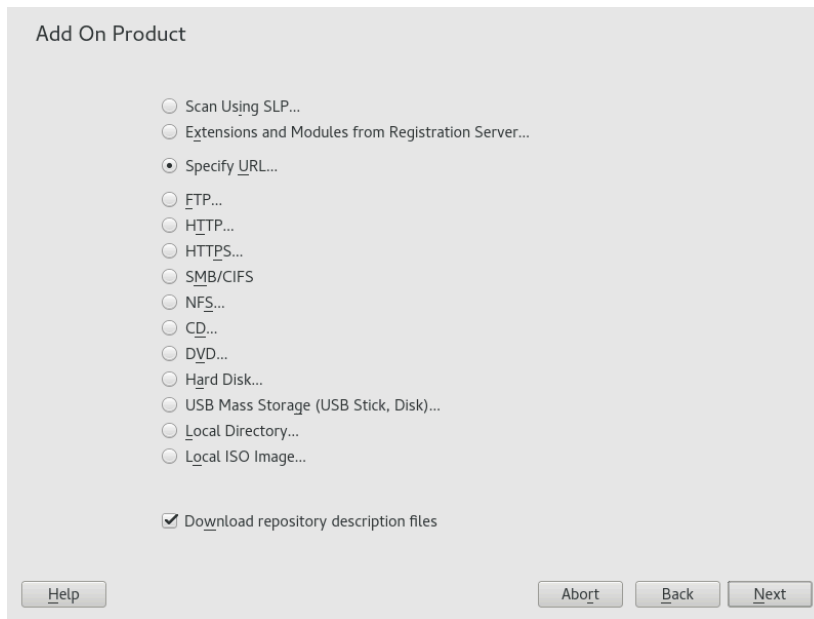 Add On Product
Scan Using SLP...
Extensions and Modules from Registration Server...
Specify URL...
FTP...
HTTP...
HTTPS...
SMB/CIFS
NFS...
CD...
DVD...
Hard Disk...
USB Mass Storage (USB Stick, Disk)...
Local Directory...
Local ISO Image...
Download repository description files
Help Abort Back Next